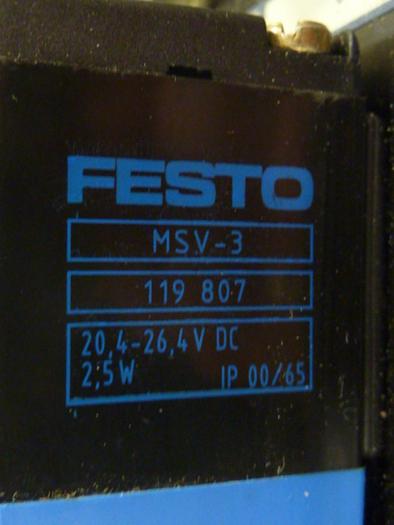 FESTO
MSV-3
119 807
20,4-26,4V DC
2,5W IP 00/65